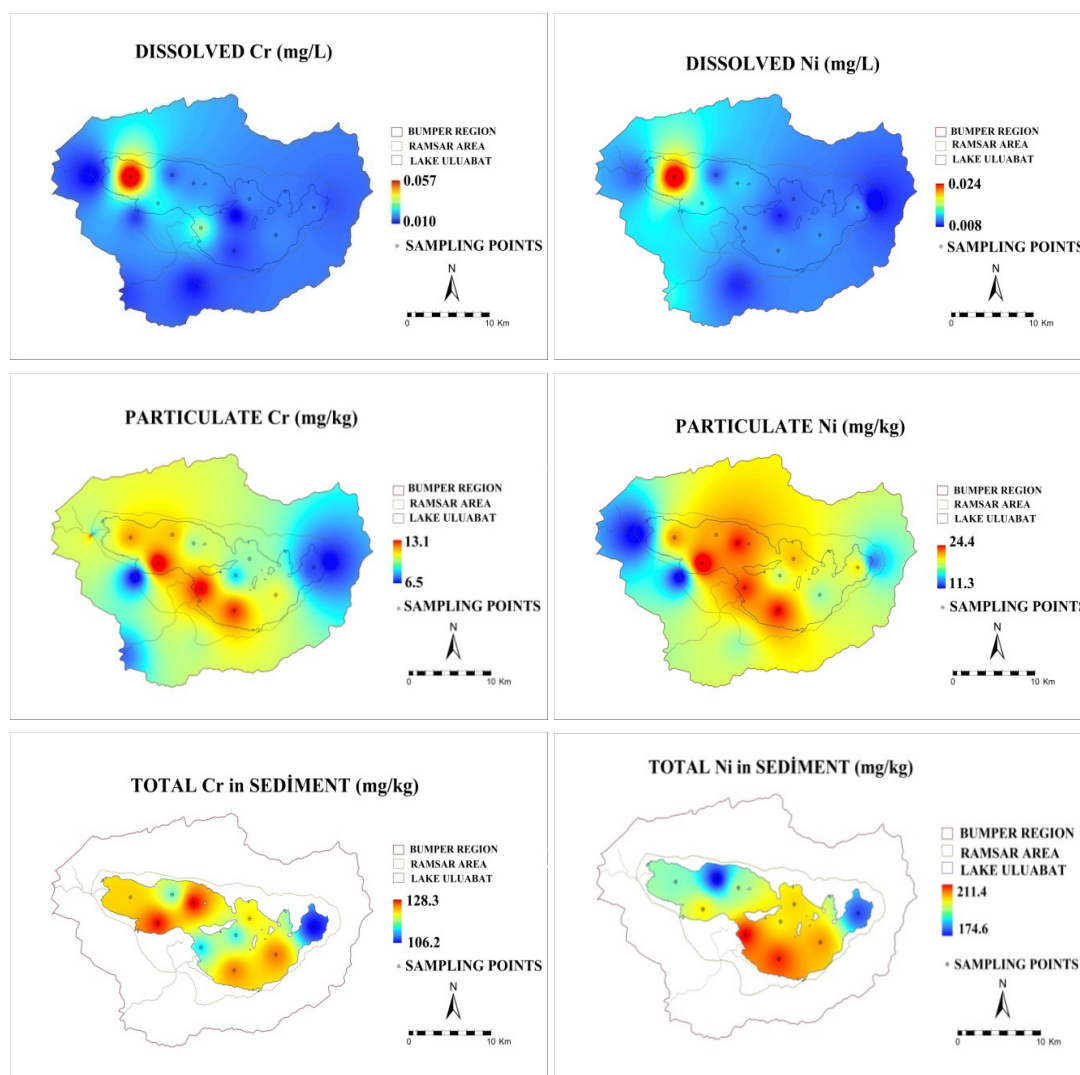 DISSOLVED Cr (mg/L)
BUMPER REGION
RAMSAR AREA
LAKE ULUABAT
0.057
0.010
SAMPLING POINTS
N
0 10 Km
DISSOLVED Ni (mg/L)
BUMPER REGION
RAMSAR AREA
LAKE ULUABAT
0.024
0.008
SAMPLING POINTS
N
0 10 Km
PARTICULATE Cr (mg/kg)
BUMPER REGION
RAMSAR AREA
LAKE ULUABAT
13.1
6.5
SAMPLING POINTS
N
0 10 Km
PARTICULATE Ni (mg/kg)
BUMPER REGION
RAMSAR AREA
LAKE ULUABAT
24.4
11.3
SAMPLING POINTS
N
0 10 Km
TOTAL Cr in SEDİMENT (mg/kg)
BUMPER REGION
RAMSAR AREA
LAKE ULUABAT
128.3
106.2
SAMPLING POINTS
N
0 10 Km
TOTAL Ni in SEDİMENT (mg/kg)
BUMPER REGION
RAMSAR AREA
LAKE ULUABAT
211.4
174.6
SAMPLING POINTS
N
0 10 Km